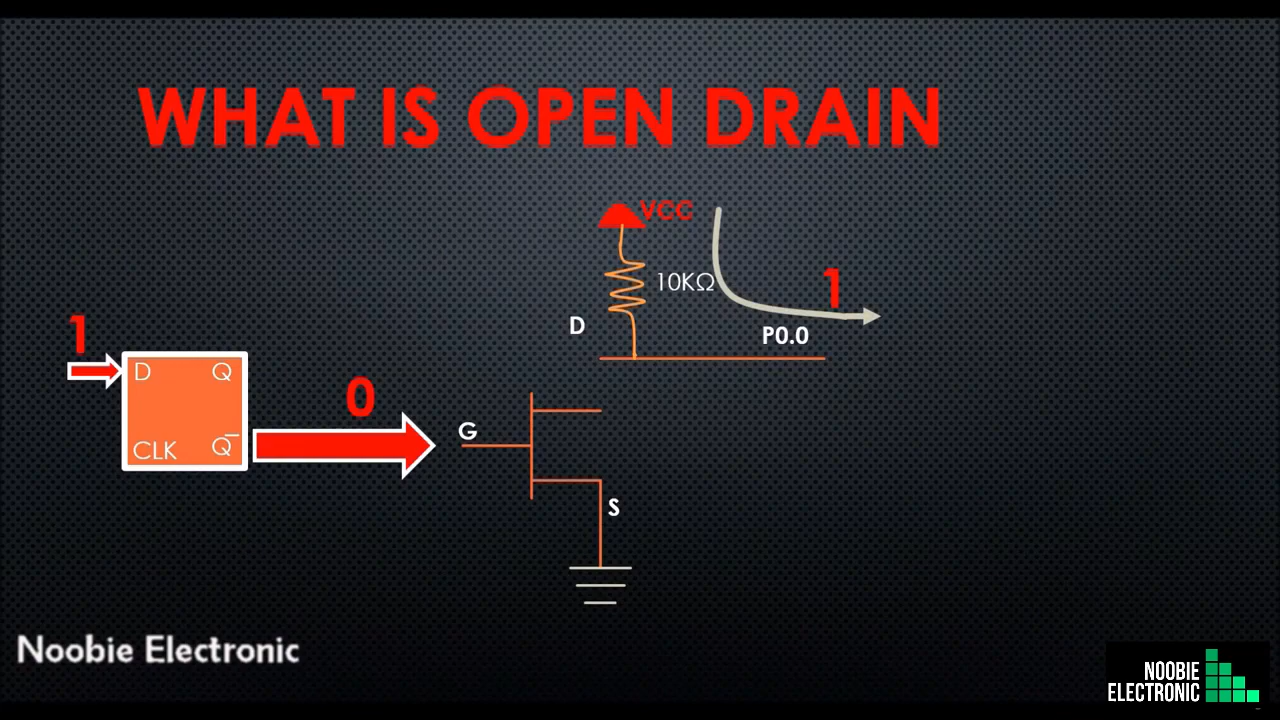 WHAT IS OPEN DRAIN
VCC
10KΩ
1
D
P0.0
1
D Q
0
CLK Q̅
G
S
Noobie Electronic
NOOBIE
ELECTRONIC